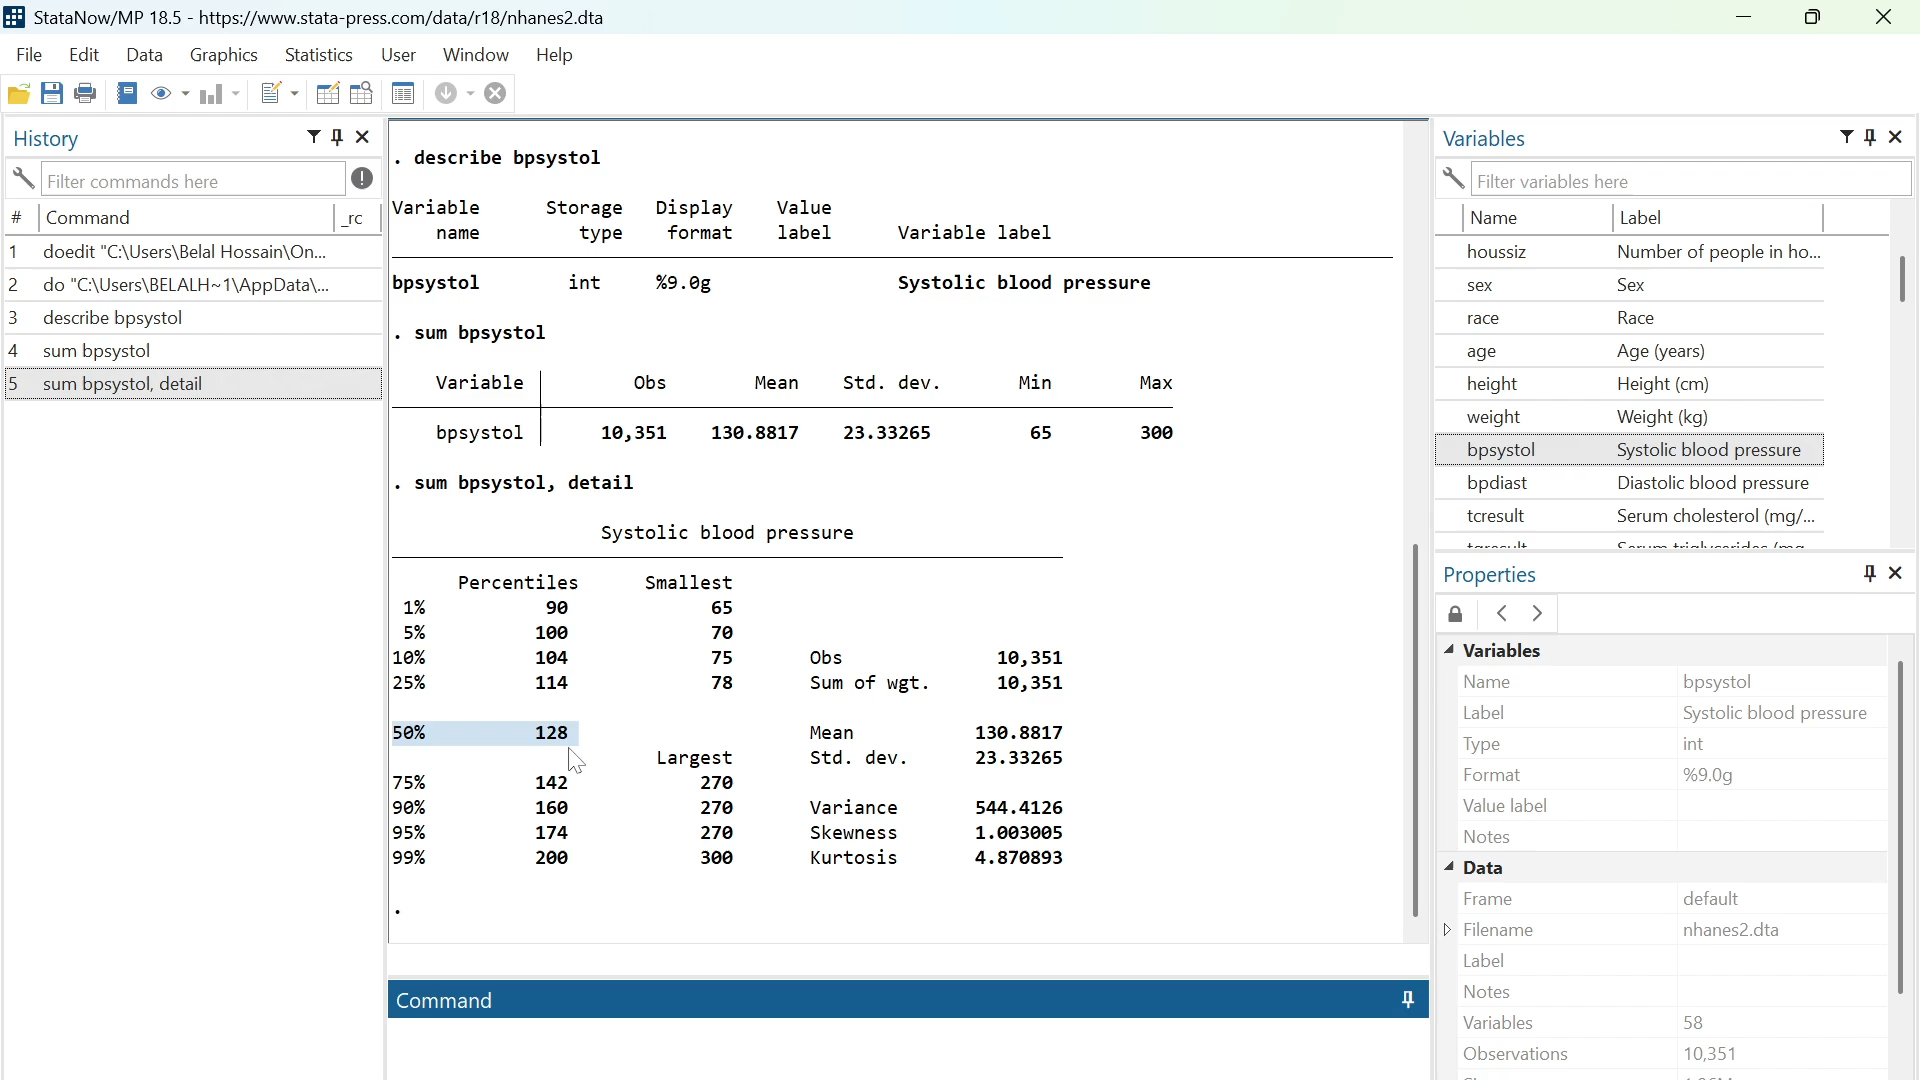 StataNow/MP 18.5 - https://www.stata-press.com/data/r18/nhanes2.dta
File Edit Data Graphics Statistics User Window Help
History
Filter commands here
# Command _rc
1 doedit "C:\Users\Belal Hossain\On...
2 do "C:\Users\BELALH~1\AppData\...
3 describe bpsystol
4 sum bpsystol
5 sum bpsystol, detail
. describe bpsystol
Variable Storage Display Value
name type format label Variable label
bpsystol int %9.0g Systolic blood pressure
. sum bpsystol
Variable Obs Mean Std. dev. Min Max
bpsystol 10,351 130.8817 23.33265 65 300
. sum bpsystol, detail
Systolic blood pressure
Percentiles Smallest
1% 90 65
5% 100 70
10% 104 75 Obs 10,351
25% 114 78 Sum of wgt. 10,351
50% 128 Mean 130.8817
Largest Std. dev. 23.33265
75% 142 270
90% 160 270 Variance 544.4126
95% 174 270 Skewness 1.003005
99% 200 300 Kurtosis 4.870893
.
Command
Variables
Filter variables here
Name Label
houssiz Number of people in ho...
sex Sex
race Race
age Age (years)
height Height (cm)
weight Weight (kg)
bpsystol Systolic blood pressure
bpdiast Diastolic blood pressure
tcresult Serum cholesterol (mg/...
Properties
Variables
Name bpsystol
Label Systolic blood pressure
Type int
Format %9.0g
Value label
Notes
Data
Frame default
Filename nhanes2.dta
Label
Notes
Variables 58
Observations 10,351